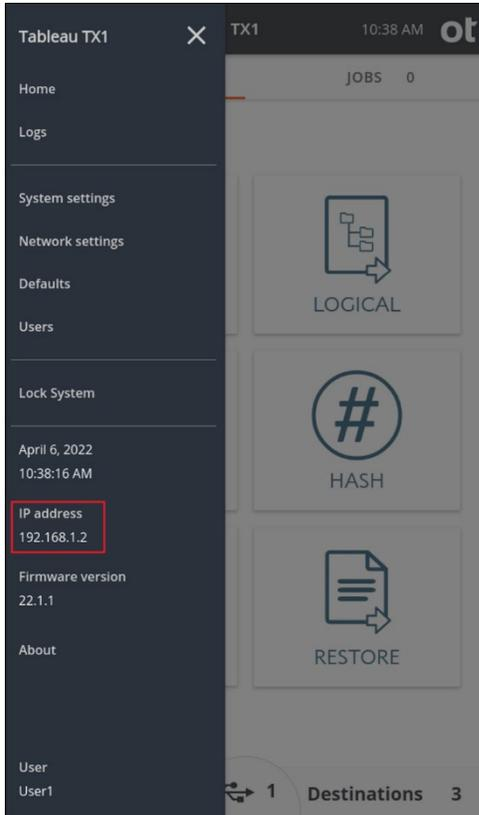 Tableau TX1
Home
Logs
System settings
Network settings
Defaults
Users
Lock System
April 6, 2022
10:38:16 AM
IP address
192.168.1.2
Firmware version
22.1.1
About
User
User1
TX1
10:38 AM
ot
JOBS 0
LOGICAL
#
HASH
RESTORE
1
Destinations 3